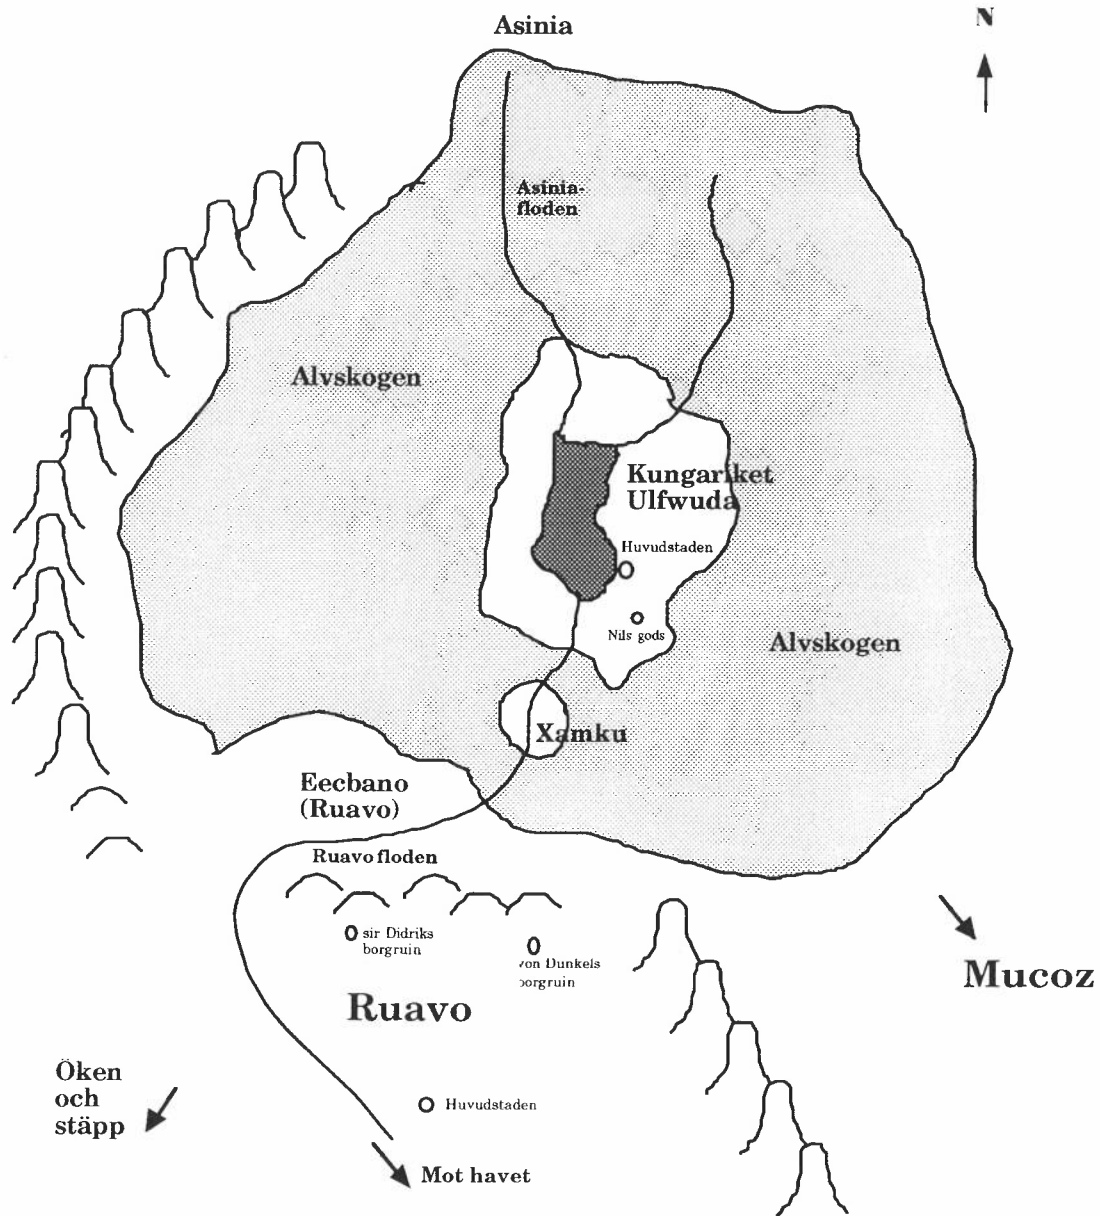 Asinia
N
Asinia-
floden
Alvskogen
Kungariket
Ulfwuda
Huvudstaden
Nils gods
Alvskogen
Xamku
Eecbano
(Ruavo)
Ruavo floden
sir Didriks
borgruin
von Dunkels
borgruin
Mucoz
Ruavo
Öken
och
stäpp
Huvudstaden
Mot havet